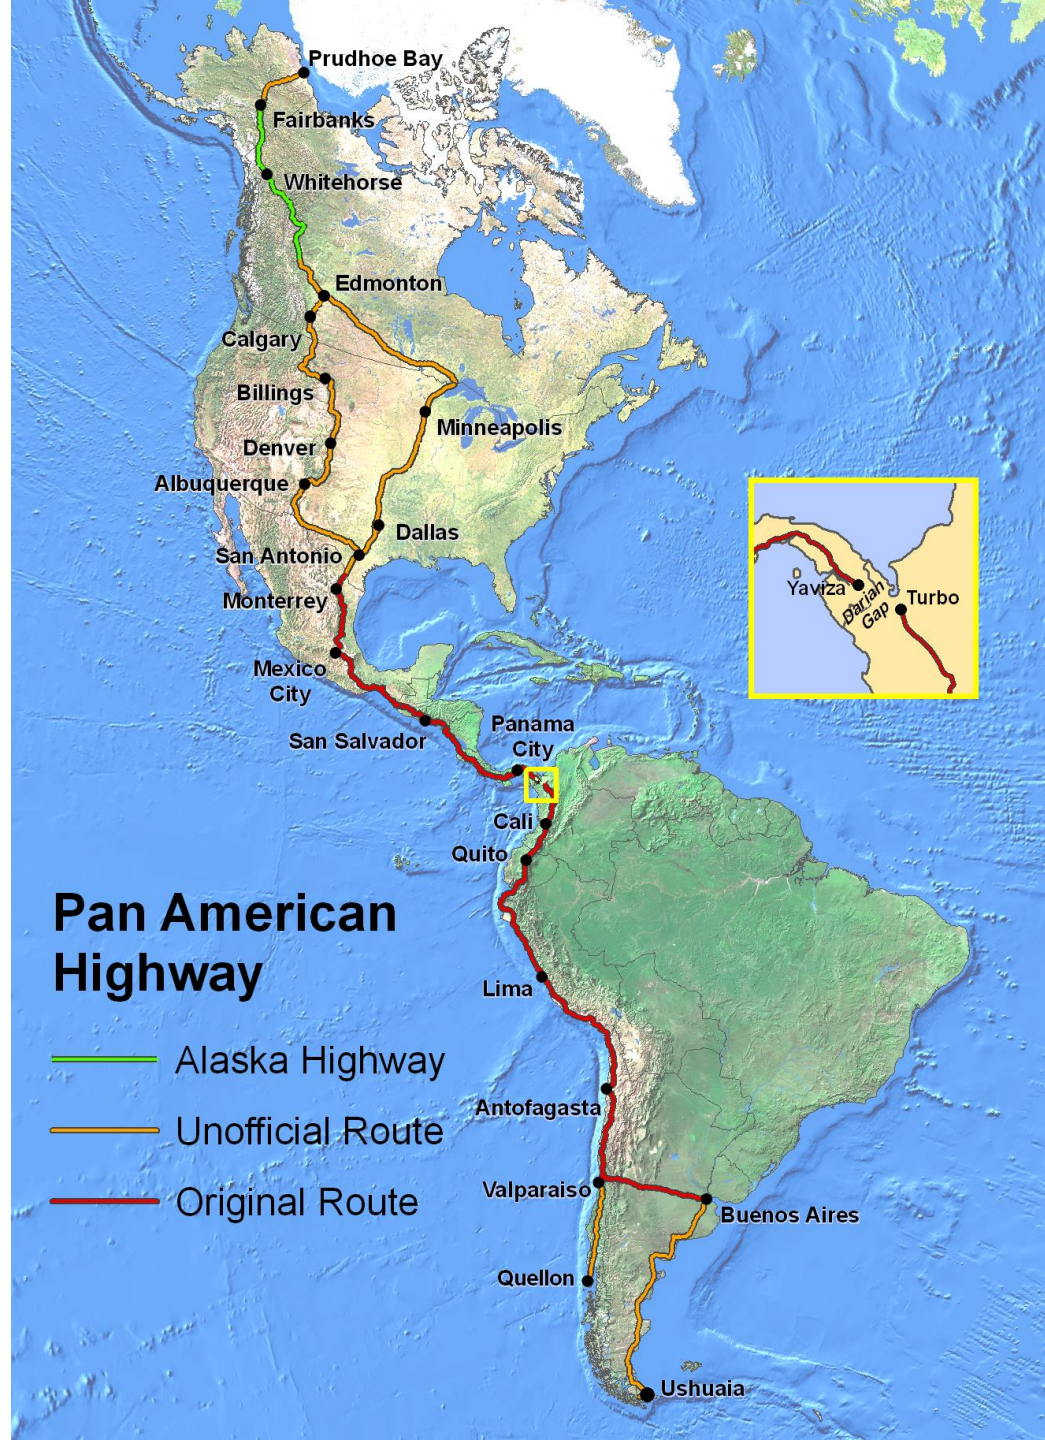 Prudhoe Bay
Fairbanks
Whitehorse
Edmonton
Calgary
Billings
Minneapolis
Denver
Albuquerque
Dallas
San Antonio
Monterrey
Yaviza
Darian
Gap
Turbo
Mexico
City
San Salvador
Panama
City
Cali
Quito
Pan American
Highway
Lima
Alaska Highway
Antofagasta
Unofficial Route
Valparaiso
Original Route
Buenos Aires
Quellon
Ushuaia